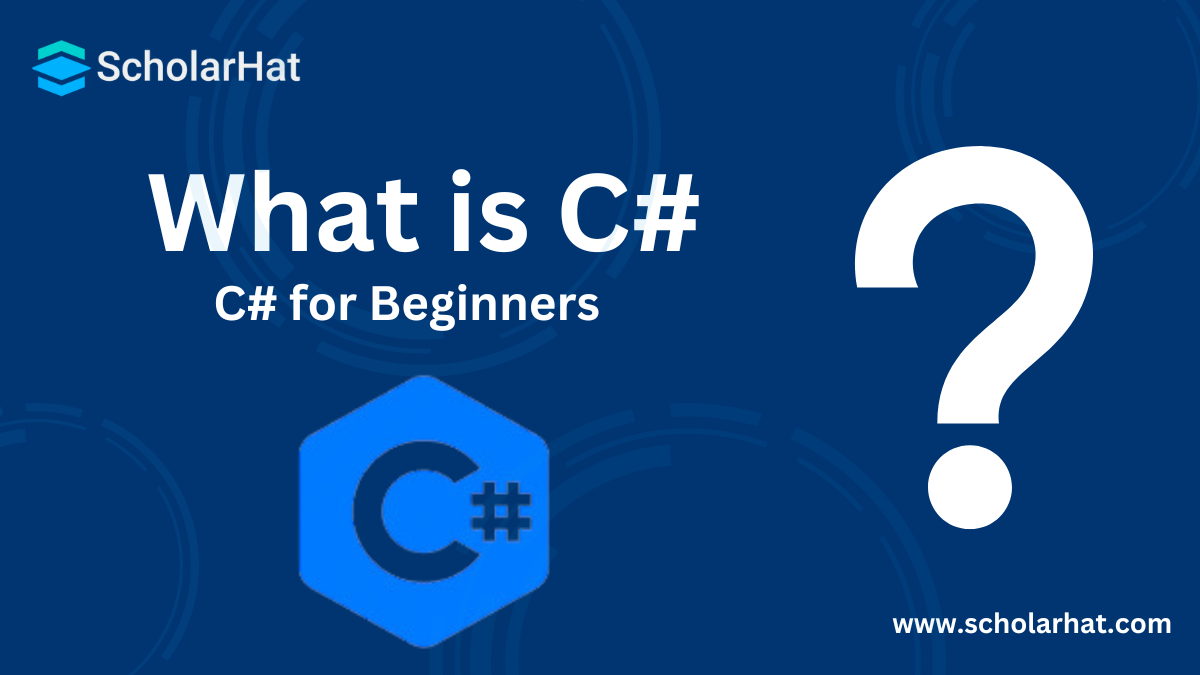 ScholarHat
What is C#
C# for Beginners
?
C#
www.scholarhat.com